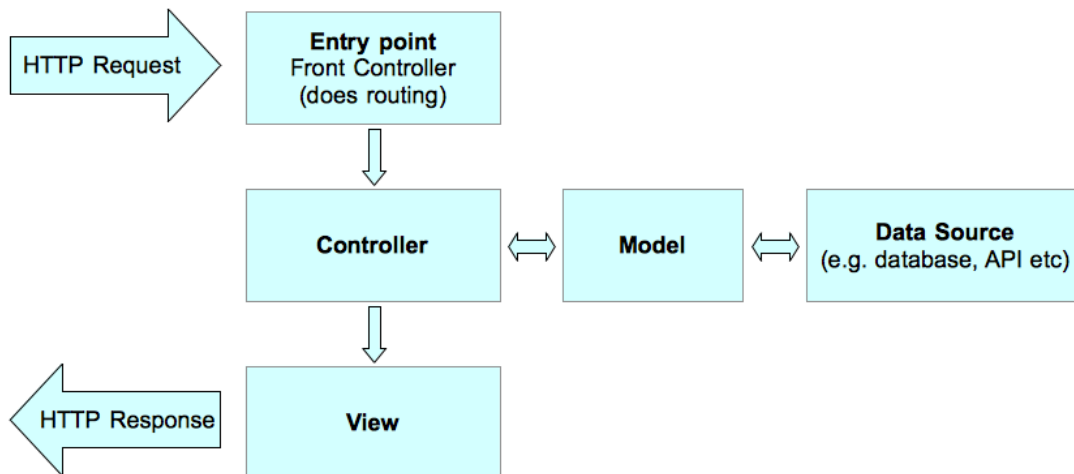 HTTP Request
Entry point
Front Controller
(does routing)
Controller
Model
Data Source
(e.g. database, API etc)
HTTP Response
View